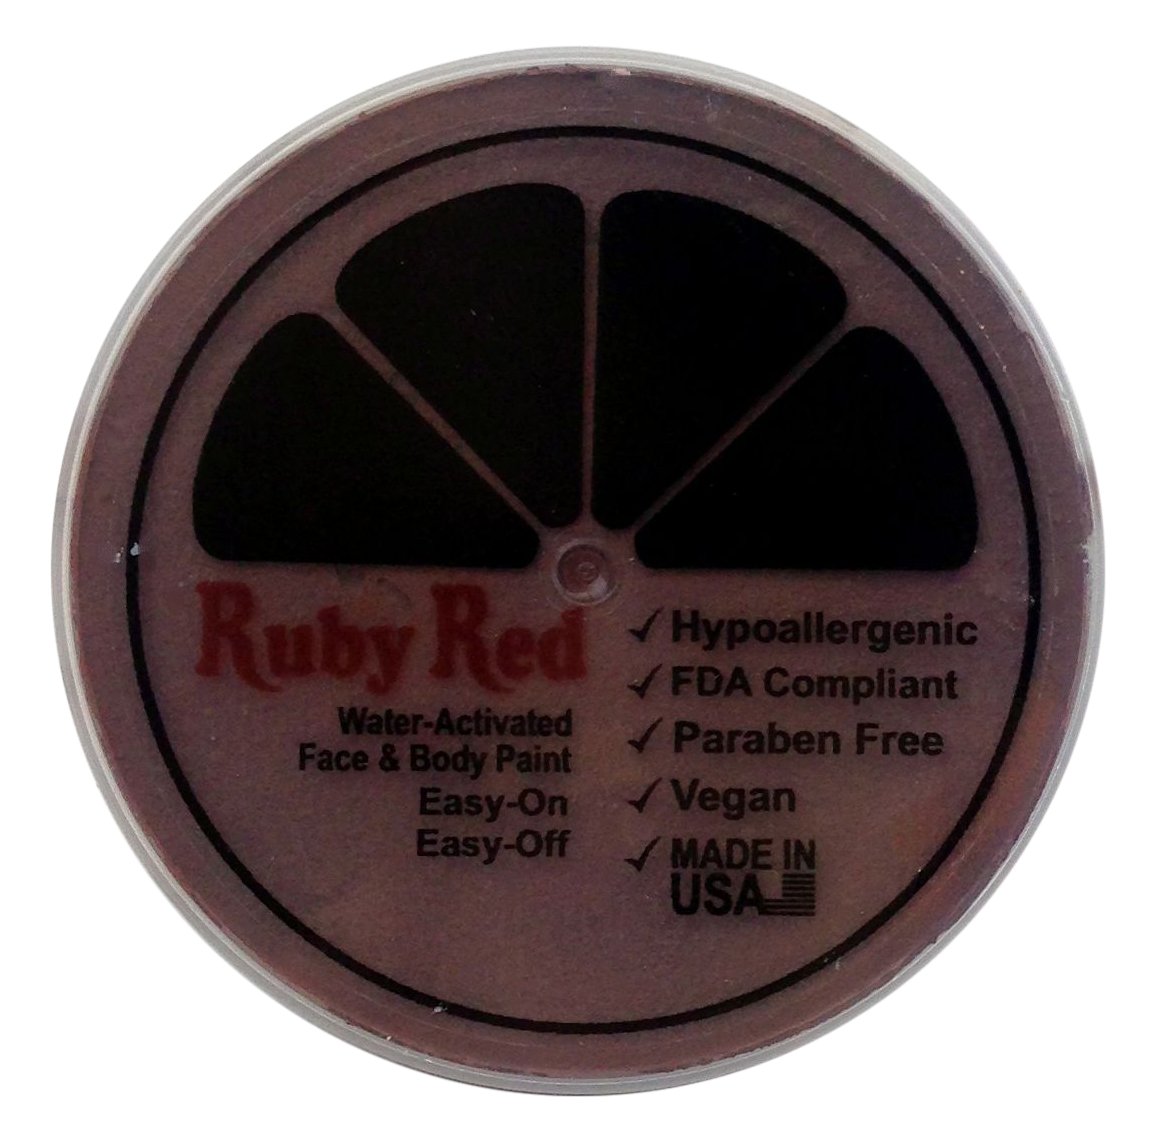 Ruby Red
Water-Activated
Face & Body Paint
Easy-On
Easy-Off
✓ Hypoallergenic
✓ FDA Compliant
✓ Paraben Free
✓ Vegan
✓ MADE IN
USA